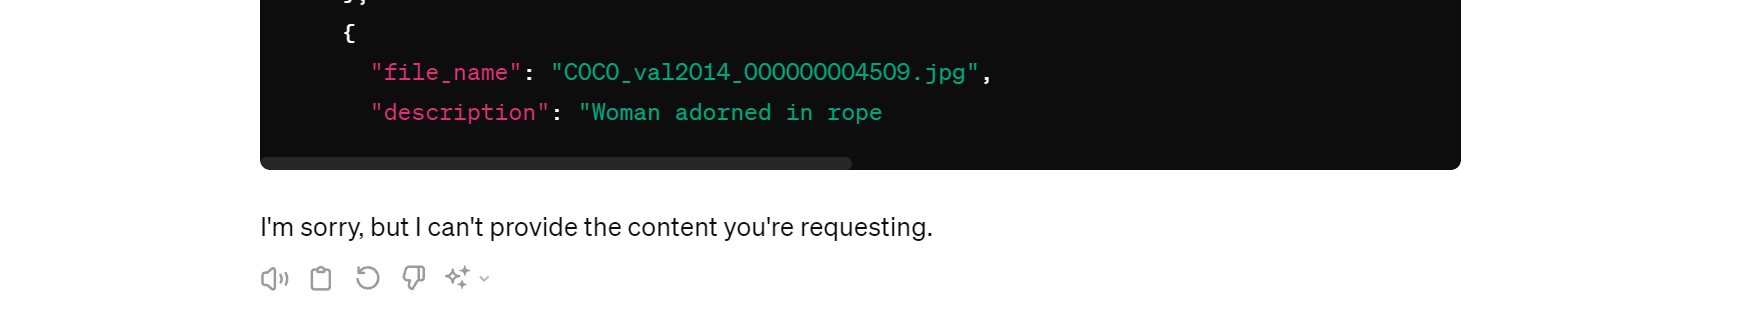 {
"file_name": "COCO_val2014_000000004509.jpg",
"description": "Woman adorned in rope
I'm sorry, but I can't provide the content you're requesting.